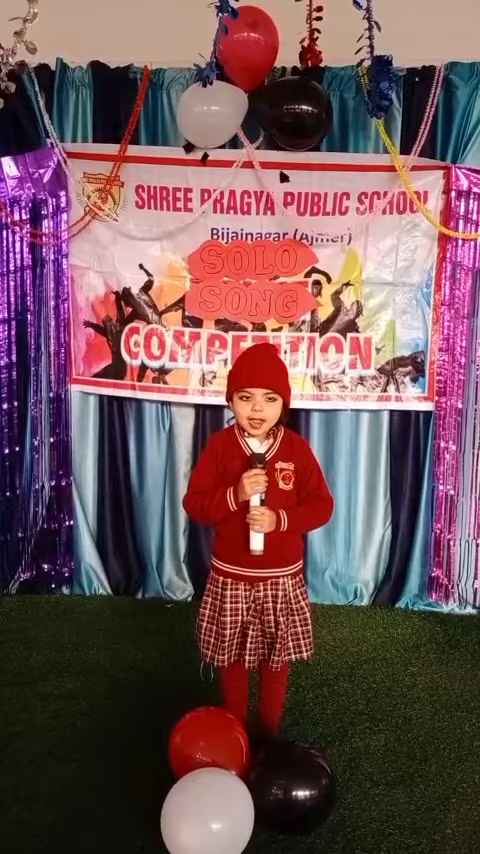 SHREE PRAGYA PUBLIC SCHOOL
Bijainagar (Ajmer)
SOLO
SONG
COMPETITION